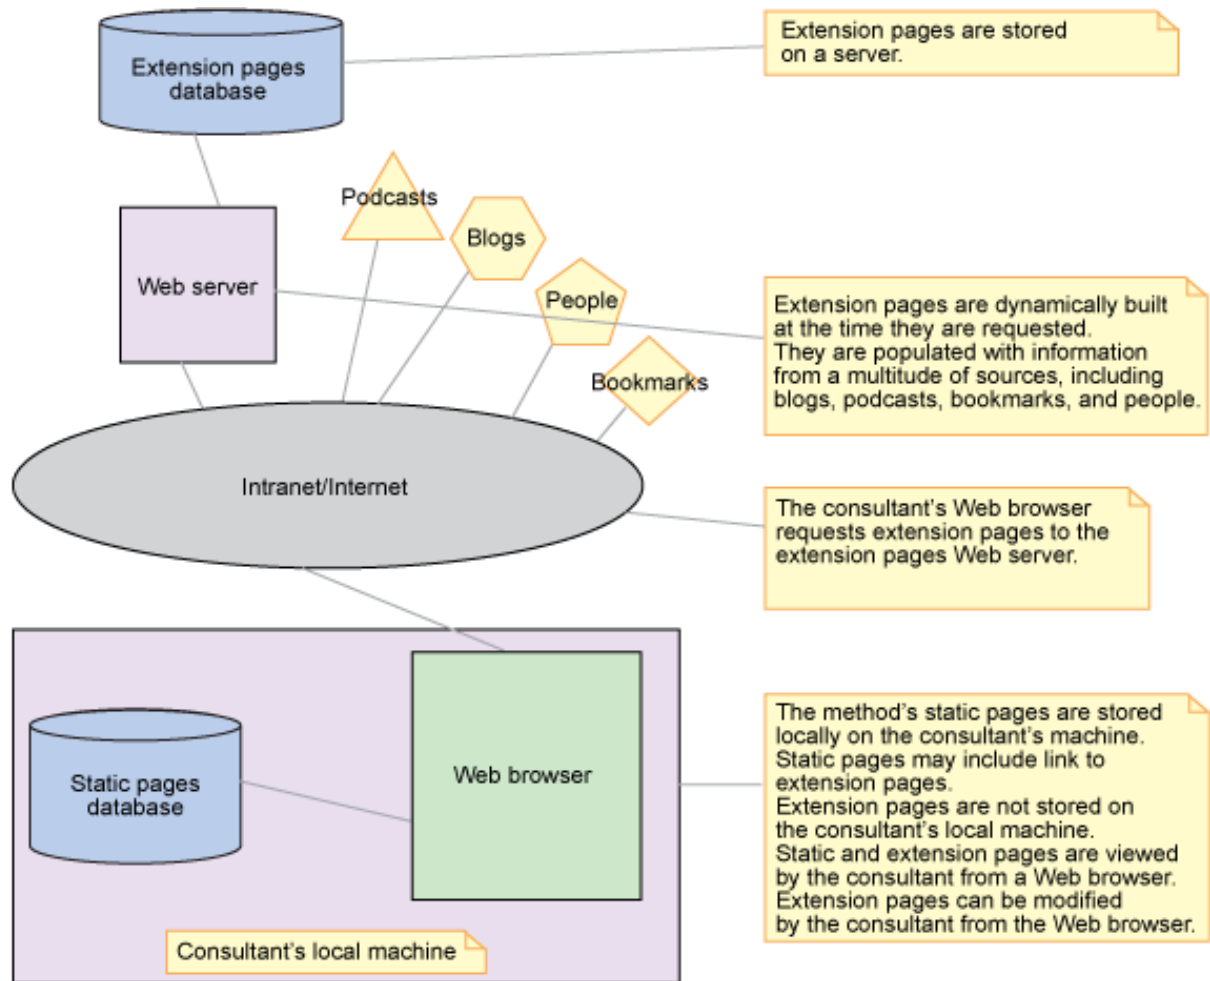 Extension pages
database
Extension pages are stored
on a server.
Podcasts
Blogs
Web server
People
Extension pages are dynamically built
at the time they are requested.
They are populated with information
from a multitude of sources, including
blogs, podcasts, bookmarks, and people.
Bookmarks
Intranet/Internet
The consultant's Web browser
requests extension pages to the
extension pages Web server.
Static pages
database
Web browser
The method's static pages are stored
locally on the consultant's machine.
Static pages may include link to
extension pages.
Extension pages are not stored on
the consultant's local machine.
Static and extension pages are viewed
by the consultant from a Web browser.
Extension pages can be modified
by the consultant from the Web browser.
Consultant's local machine